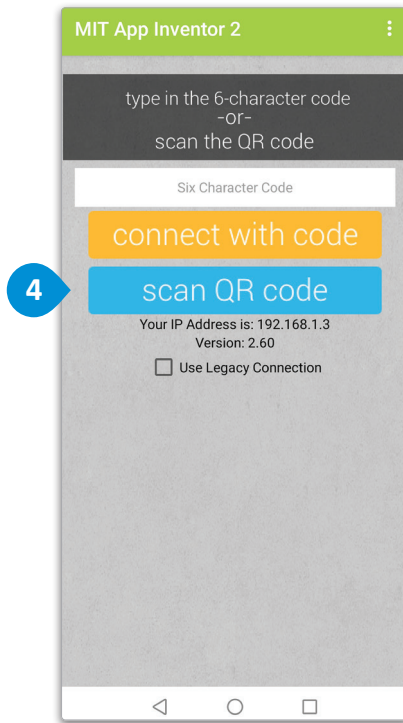 MIT App Inventor 2
type in the 6-character code
-or-
scan the QR code
Six Character Code
connect with code
4
scan QR code
Your IP Address is: 192.168.1.3
Version: 2.60
Use Legacy Connection